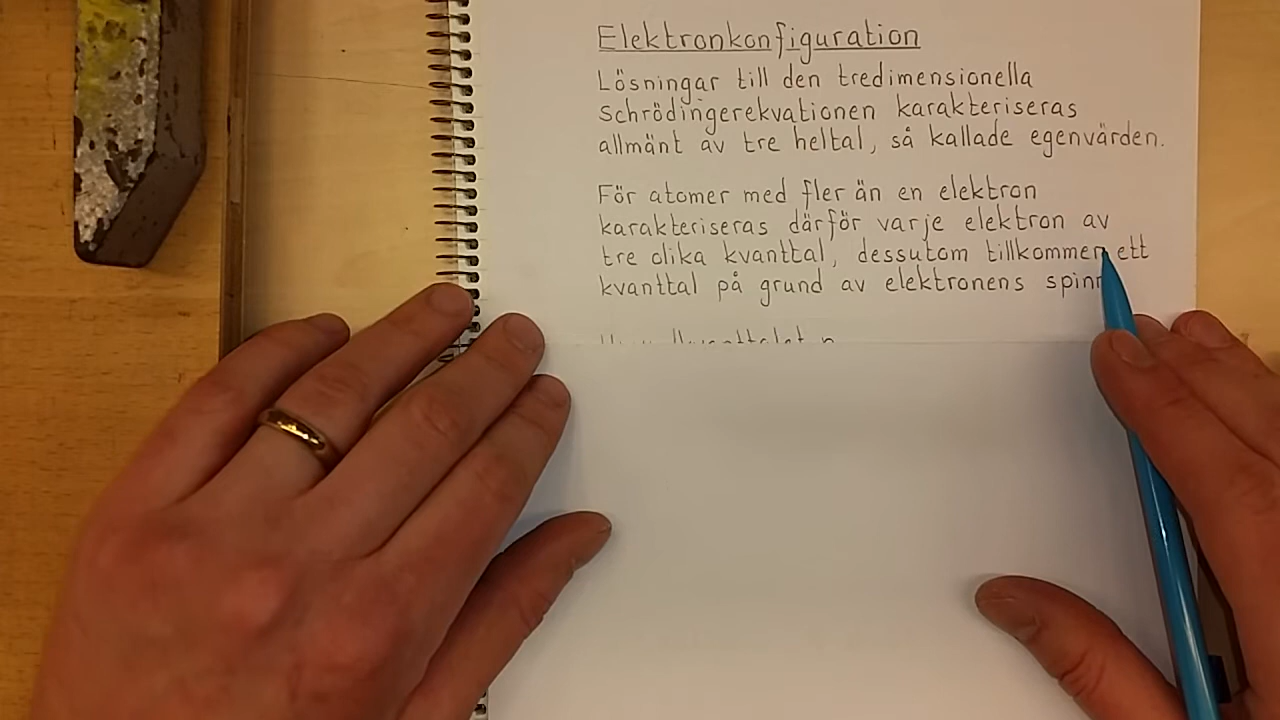 Elektronkonfiguration
Lösningar till den tredimensionella
Schrödingerekvationen karakteriseras
allmänt av tre heltal, så kallade egenvärden.
För atomer med fler än en elektron
karakteriseras därför varje elektron av
tre olika kvanttal, dessutom tillkommer ett
kvanttal på grund av elektronens spinn